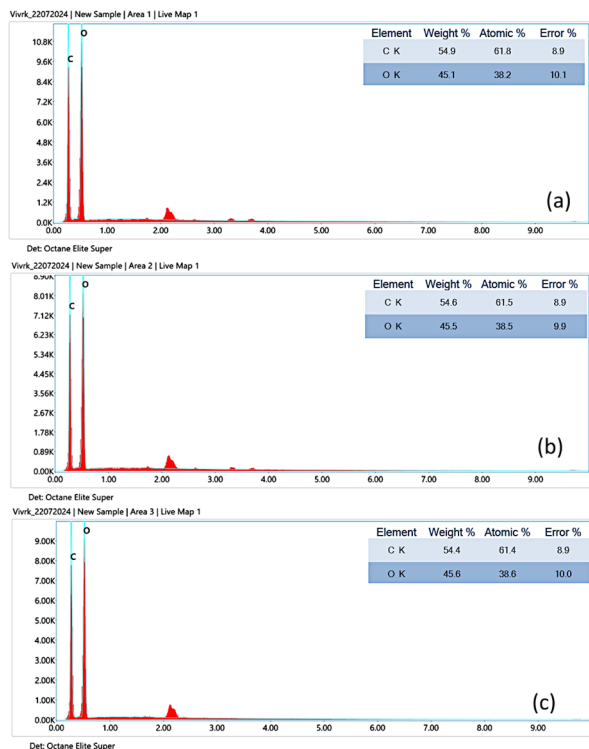 Vivrk_22072024 | New Sample | Area 1 | Live Map 1
Element Weight % Atomic % Error %
C K 54.9 61.8 8.9
O K 45.1 38.2 10.1
10.8K
9.6K
8.4K
7.2K
6.0K
4.8K
3.6K
2.4K
1.2K
0.0K
C
O
(a)
0.00 1.00 2.00 3.00 4.00 5.00 6.00 7.00 8.00 9.00
Det: Octane Elite Super
Vivrk_22072024 | New Sample | Area 2 | Live Map 1
Element Weight % Atomic % Error %
C K 54.6 61.5 8.9
O K 45.5 38.5 9.9
8.90K
8.01K
7.12K
6.23K
5.34K
4.45K
3.56K
2.67K
1.78K
0.89K
0.00K
C
O
(b)
0.00 1.00 2.00 3.00 4.00 5.00 6.00 7.00 8.00 9.00
Det: Octane Elite Super
Vivrk_22072024 | New Sample | Area 3 | Live Map 1
Element Weight % Atomic % Error %
C K 54.4 61.4 8.9
O K 45.6 38.6 10.0
9.00K
8.00K
7.00K
6.00K
5.00K
4.00K
3.00K
2.00K
1.00K
0.00K
C
O
(c)
0.00 1.00 2.00 3.00 4.00 5.00 6.00 7.00 8.00 9.00
Det: Octane Elite Super